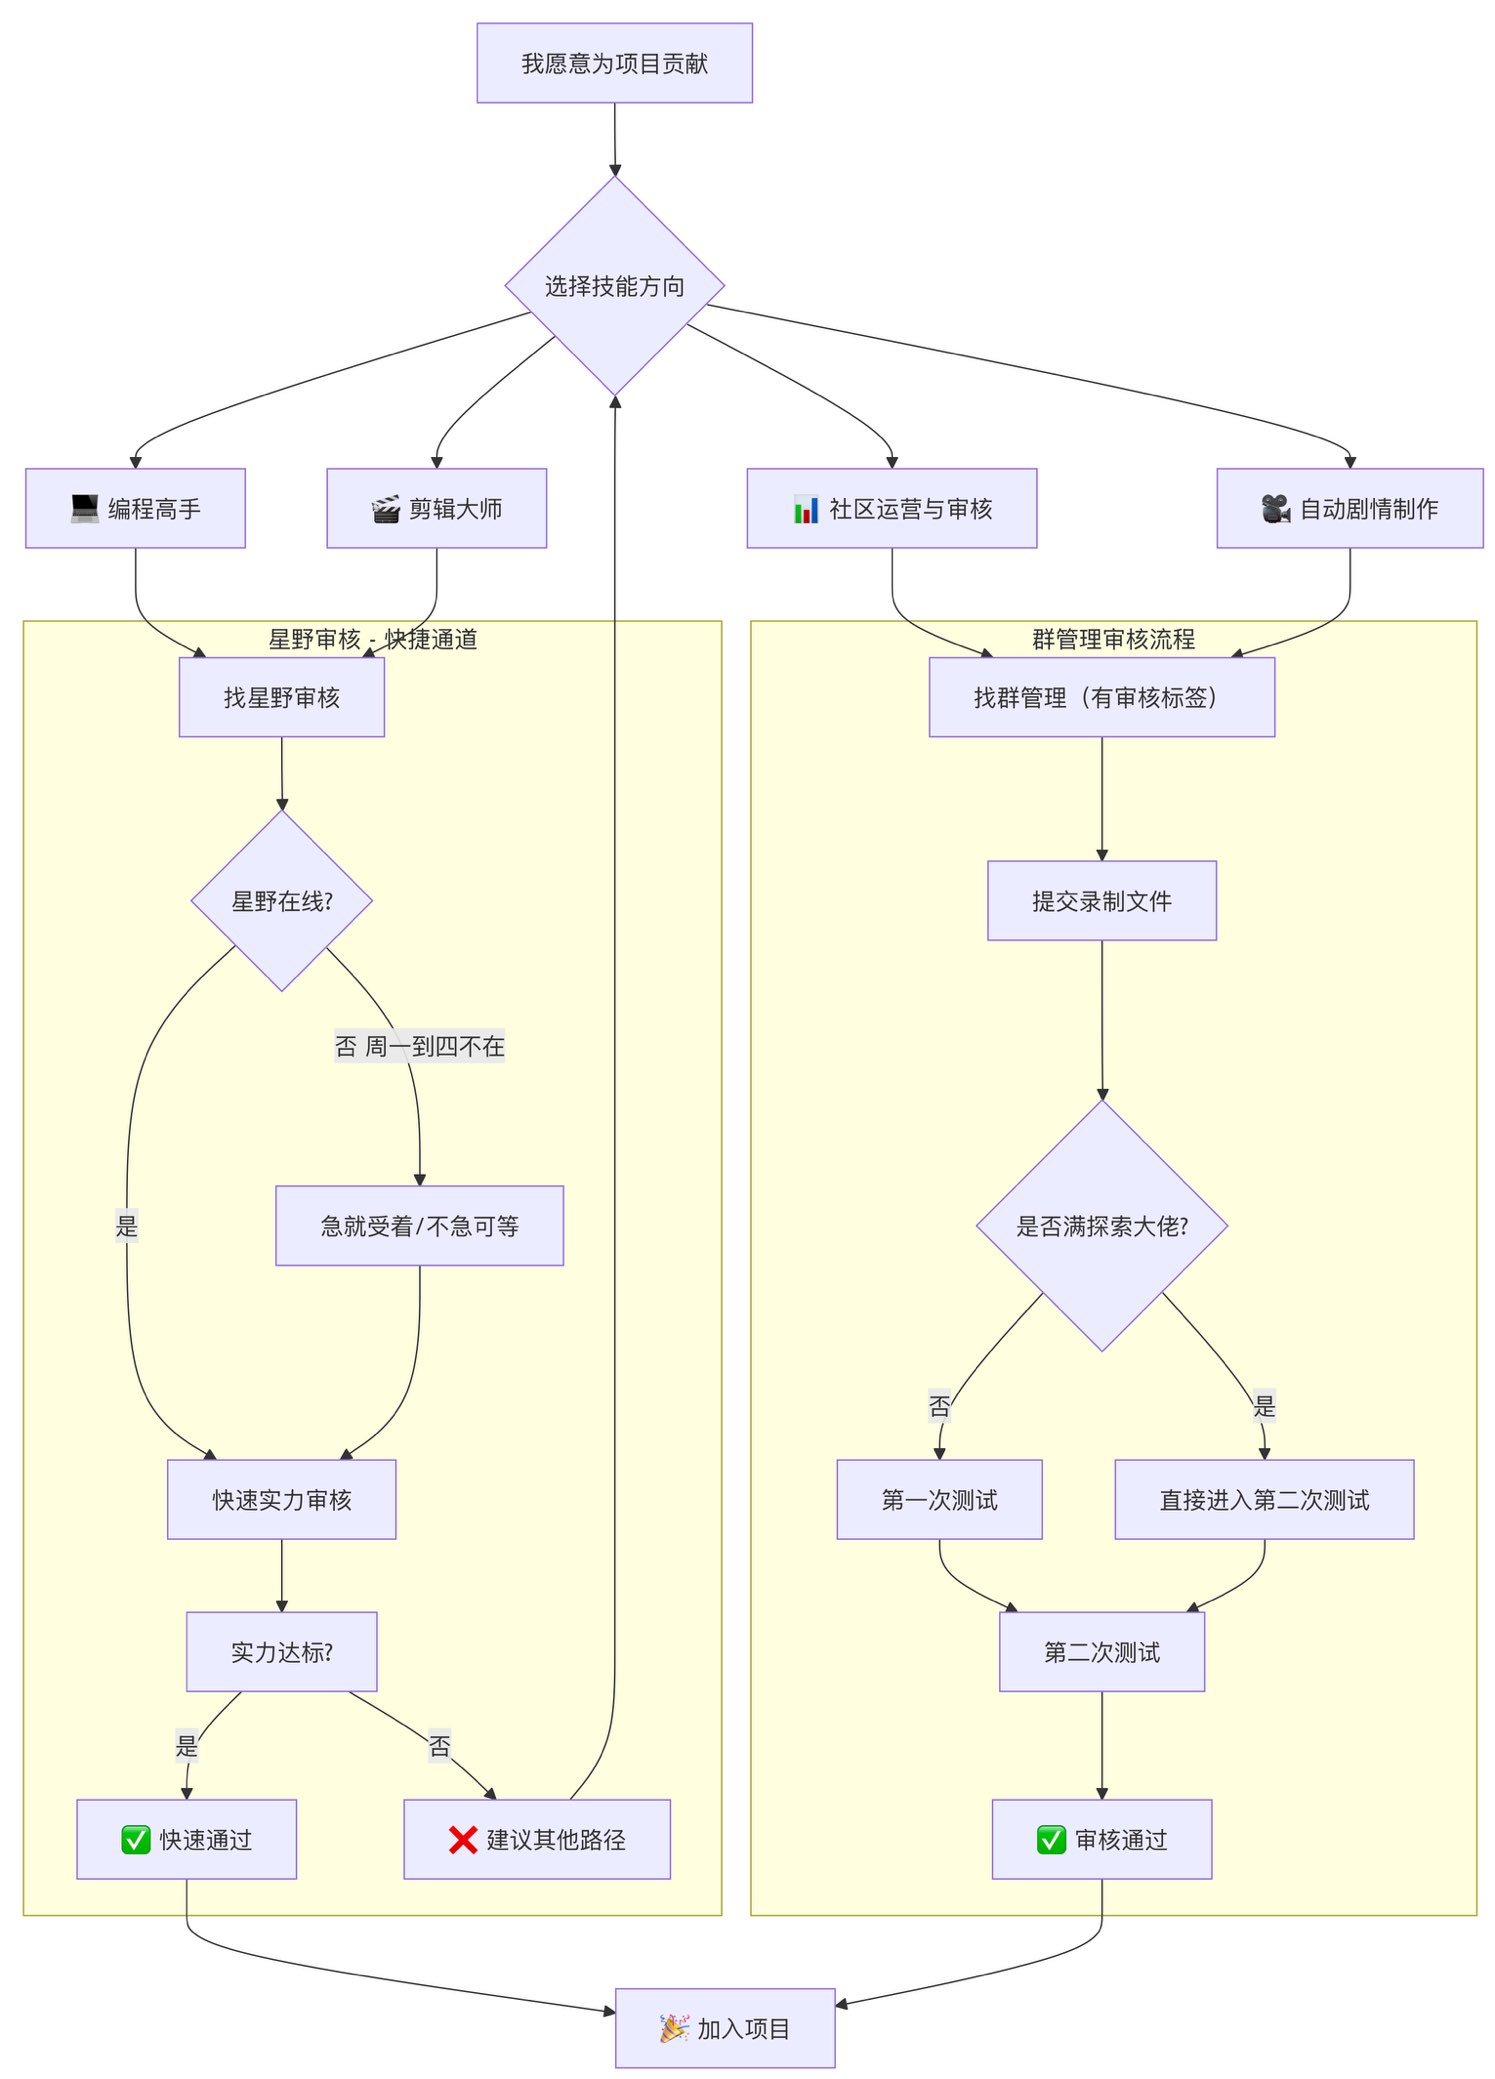 我愿意为项目贡献
选择技能方向
💻 编程高手
🎬 剪辑大师
📊 社区运营与审核
🎥 自动剧情制作
星野审核 - 快捷通道
找星野审核
星野在线?
否 周一到四不在
是
急就受着/不急可等
快速实力审核
实力达标?
是
否
✅ 快速通过
❌ 建议其他路径
群管理审核流程
找群管理（有审核标签）
提交录制文件
是否满探索大佬?
否
是
第一次测试
直接进入第二次测试
第二次测试
✅ 审核通过
🎉 加入项目